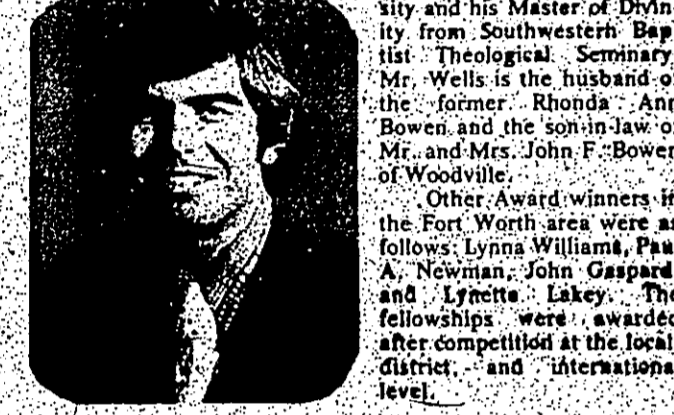 sity and his Master of Divin-
ity from Southwestern Bap
tist Theological Seminary.
Mr. Wells is the husband o
the former Rhonda Ann
Bowen and the son-in-law o
Mr. and Mrs. John F. Bowen
of Woodville.
Other Award winners in
the Fort Worth area were as
follows: Lynna Williams, Paul
A. Newman, John Gaspard
and Lynette Lakey. The
fellowships were awarded
after competition at the local,
district, and international
level.